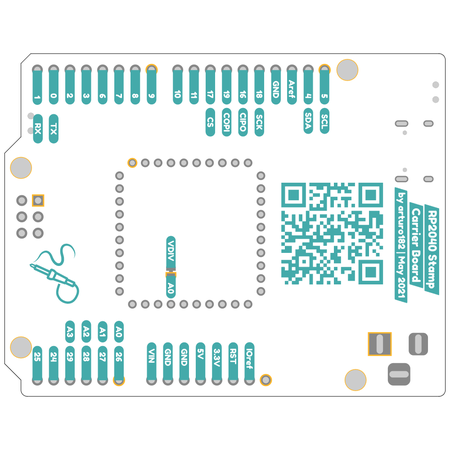 1 0 2 3 4 5 6 7 8 9 10 11 17 19 16 18 GND Aref 4 5
RX TX CS COPI CIPO SCK SDA SCL
RP2040 Stamp
Carrier Board
by arturo182 | May 2021
VDIV
A0
A3 A2 A1 A0
25 24 29 28 27 26 VIN GND GND 5V 3.3V RST IOref